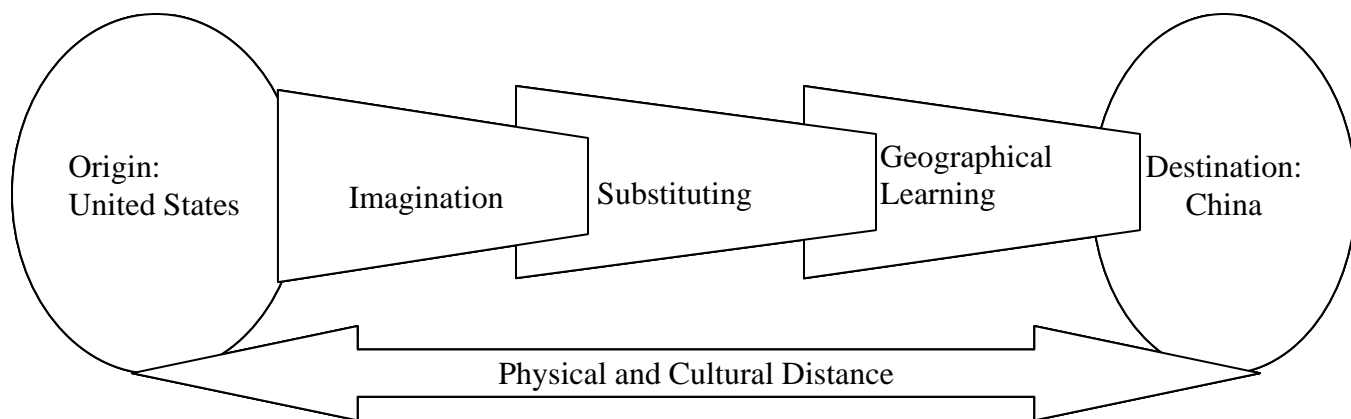 Origin:
United States
Imagination
Substituting
Geographical
Learning
Destination:
China
Physical and Cultural Distance